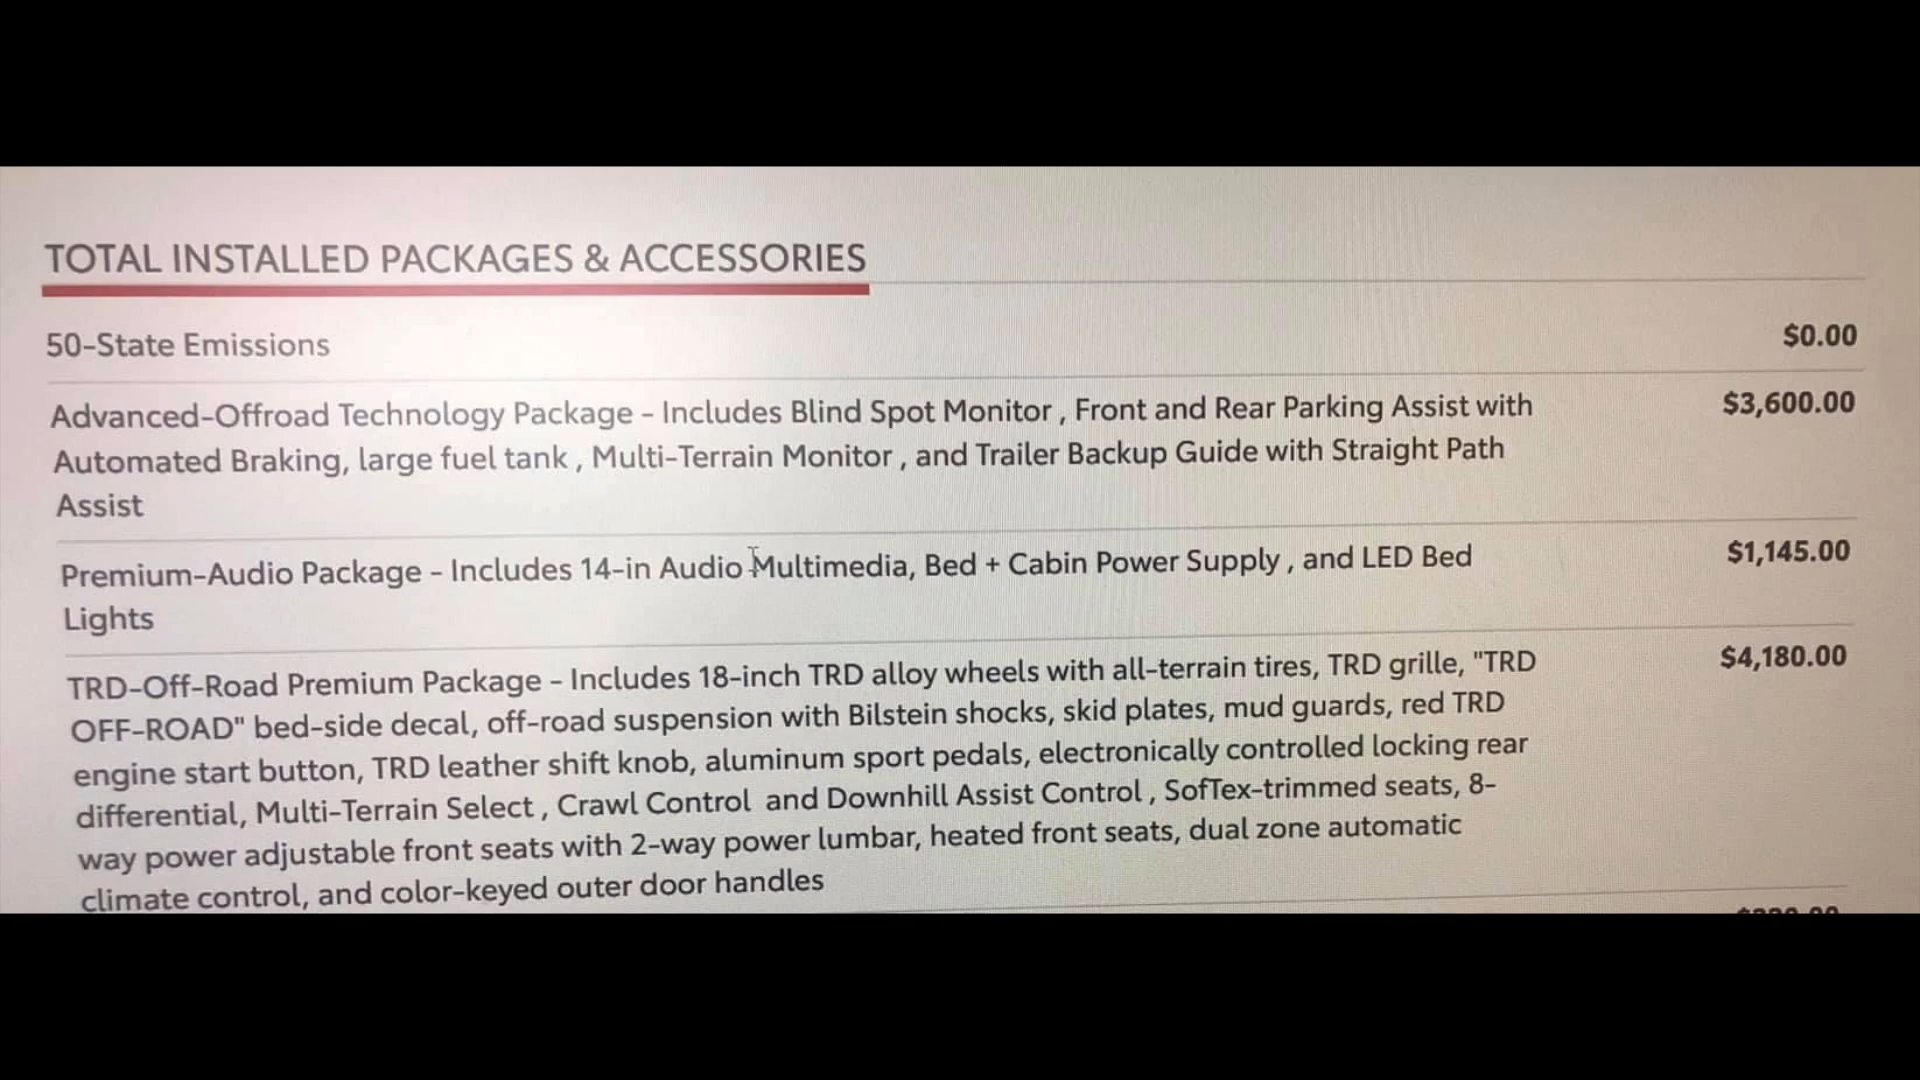 TOTAL INSTALLED PACKAGES & ACCESSORIES
50-State Emissions $0.00
Advanced-Offroad Technology Package - Includes Blind Spot Monitor , Front and Rear Parking Assist with $3,600.00
Automated Braking, large fuel tank , Multi-Terrain Monitor , and Trailer Backup Guide with Straight Path
Assist
Premium-Audio Package - Includes 14-in Audio Multimedia, Bed + Cabin Power Supply , and LED Bed $1,145.00
Lights
TRD-Off-Road Premium Package - Includes 18-inch TRD alloy wheels with all-terrain tires, TRD grille, "TRD $4,180.00
OFF-ROAD" bed-side decal, off-road suspension with Bilstein shocks, skid plates, mud guards, red TRD
engine start button, TRD leather shift knob, aluminum sport pedals, electronically controlled locking rear
differential, Multi-Terrain Select , Crawl Control and Downhill Assist Control , SofTex-trimmed seats, 8-
way power adjustable front seats with 2-way power lumbar, heated front seats, dual zone automatic
climate control, and color-keyed outer door handles